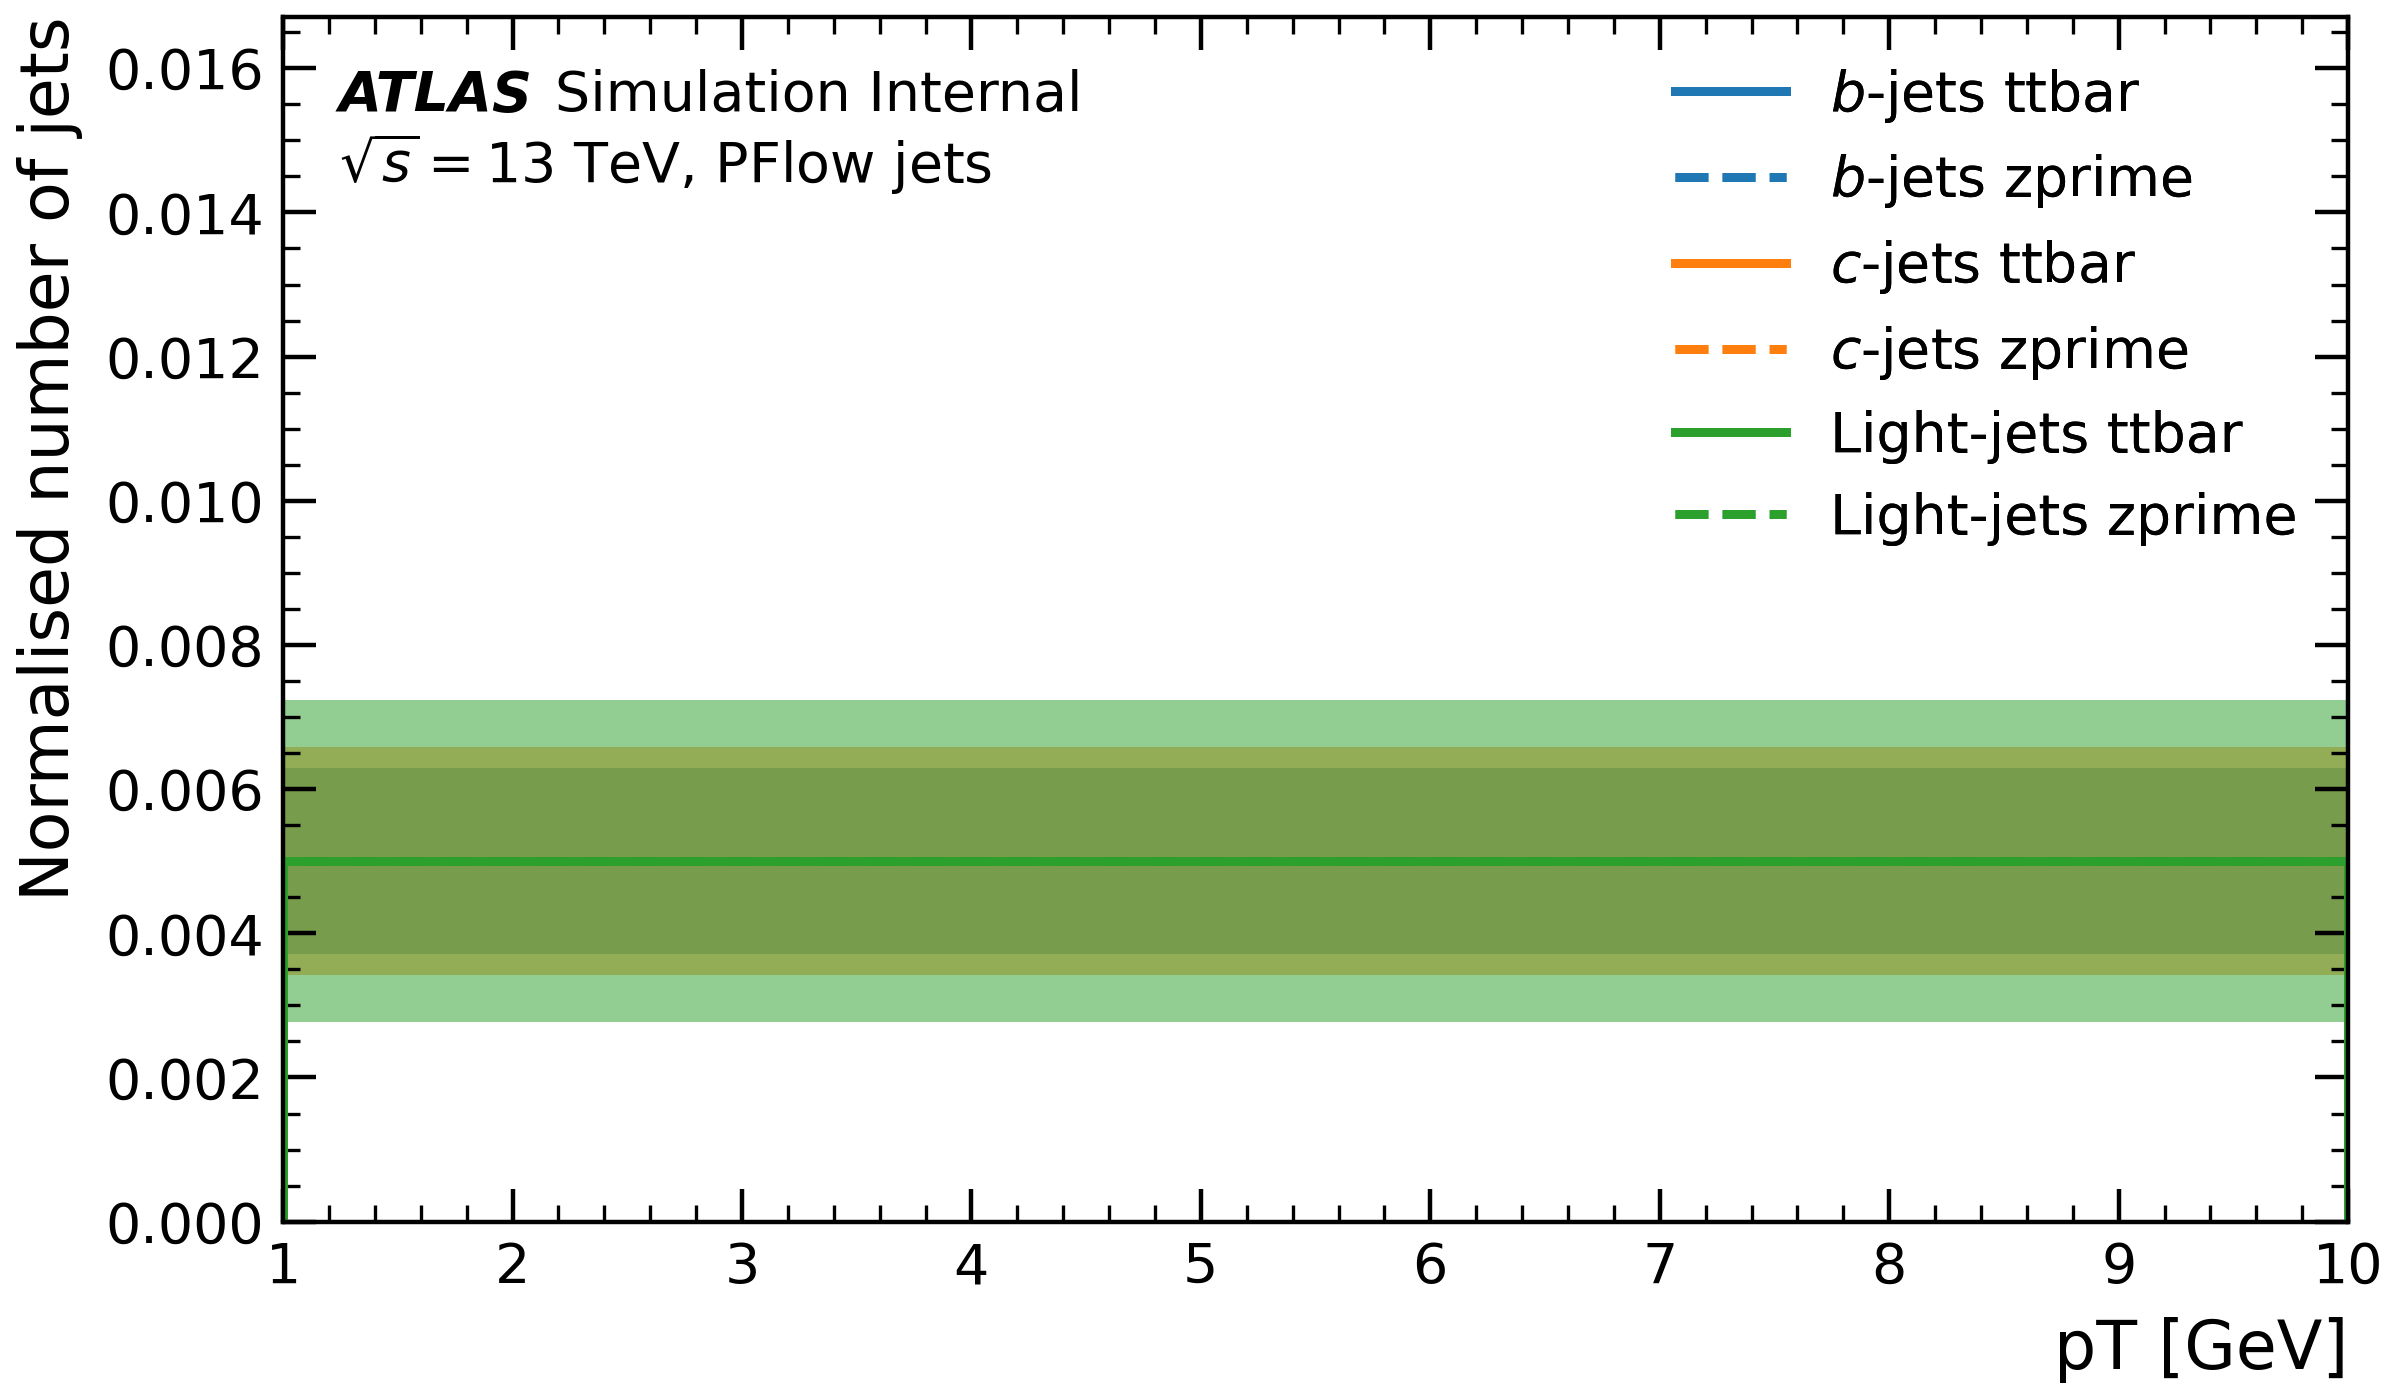 Normalised number of jets
0.016
0.014
0.012
0.010
0.008
0.006
0.004
0.002
0.000
ATLAS Simulation Internal
√s = 13 TeV, PFlow jets
b-jets ttbar
b-jets zprime
c-jets ttbar
c-jets zprime
Light-jets ttbar
Light-jets zprime
1 2 3 4 5 6 7 8 9 10
pT [GeV]